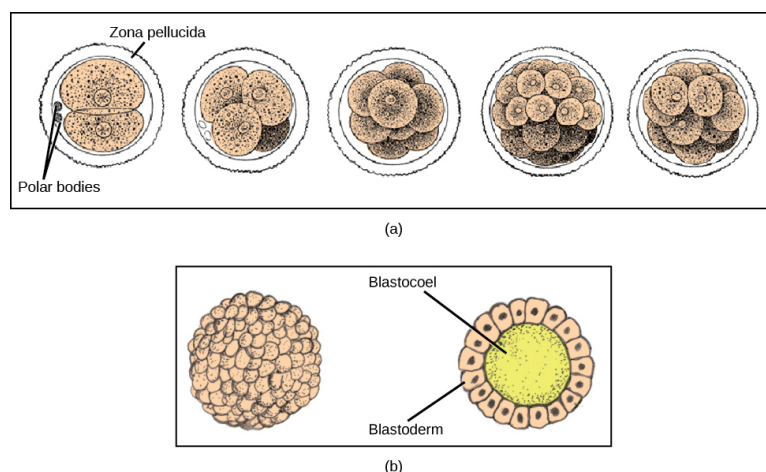 Zona pellucida
Polar bodies
(a)
Blastocoel
Blastoderm
(b)